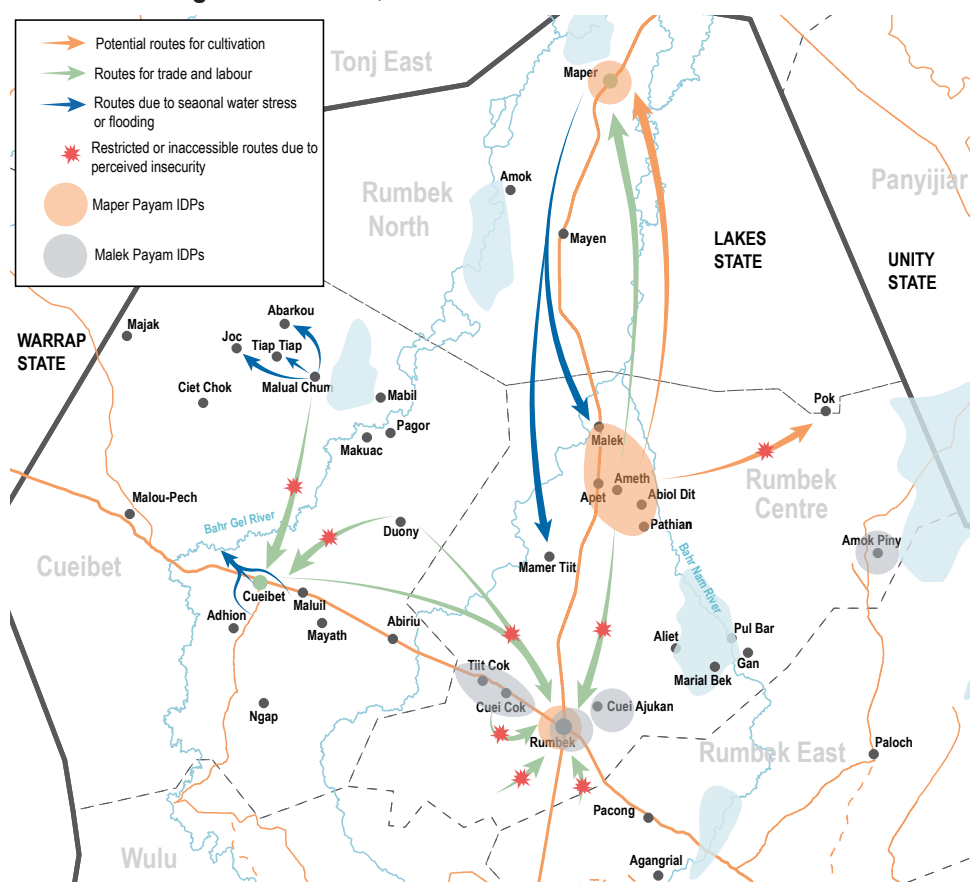 Potential routes for cultivation
Routes for trade and labour
Routes due to seaonal water stress
or flooding
Restricted or inaccessible routes due to
perceived insecurity
Maper Payam IDPs
Malek Payam IDPs
Tonj East
Maper
Rumbek
North
Amok
Panyijiar
Mayen
LAKES
STATE
UNITY
STATE
WARRAP
STATE
Majak
Abarkou
Joc
Tiap Tiap
Malual Chum
Ciet Chok
Mabil
Pagor
Makuac
Pok
Malek
Rumbek
Centre
Ameth
Apet
Abiol Dit
Pathian
Malou-Pech
Bahr Gel River
Duony
Amok Piny
Mamer Tiit
Bahr Nam River
Cueibet
Cueibet
Maluil
Adhion
Mayath
Abiriu
Aliet
Pul Bar
Gan
Marial Bek
Tiit Cok
Cuei Cok
Cuei Ajukan
Ngap
Rumbek
Rumbek East
Paloch
Pacong
Wulu
Agangrial